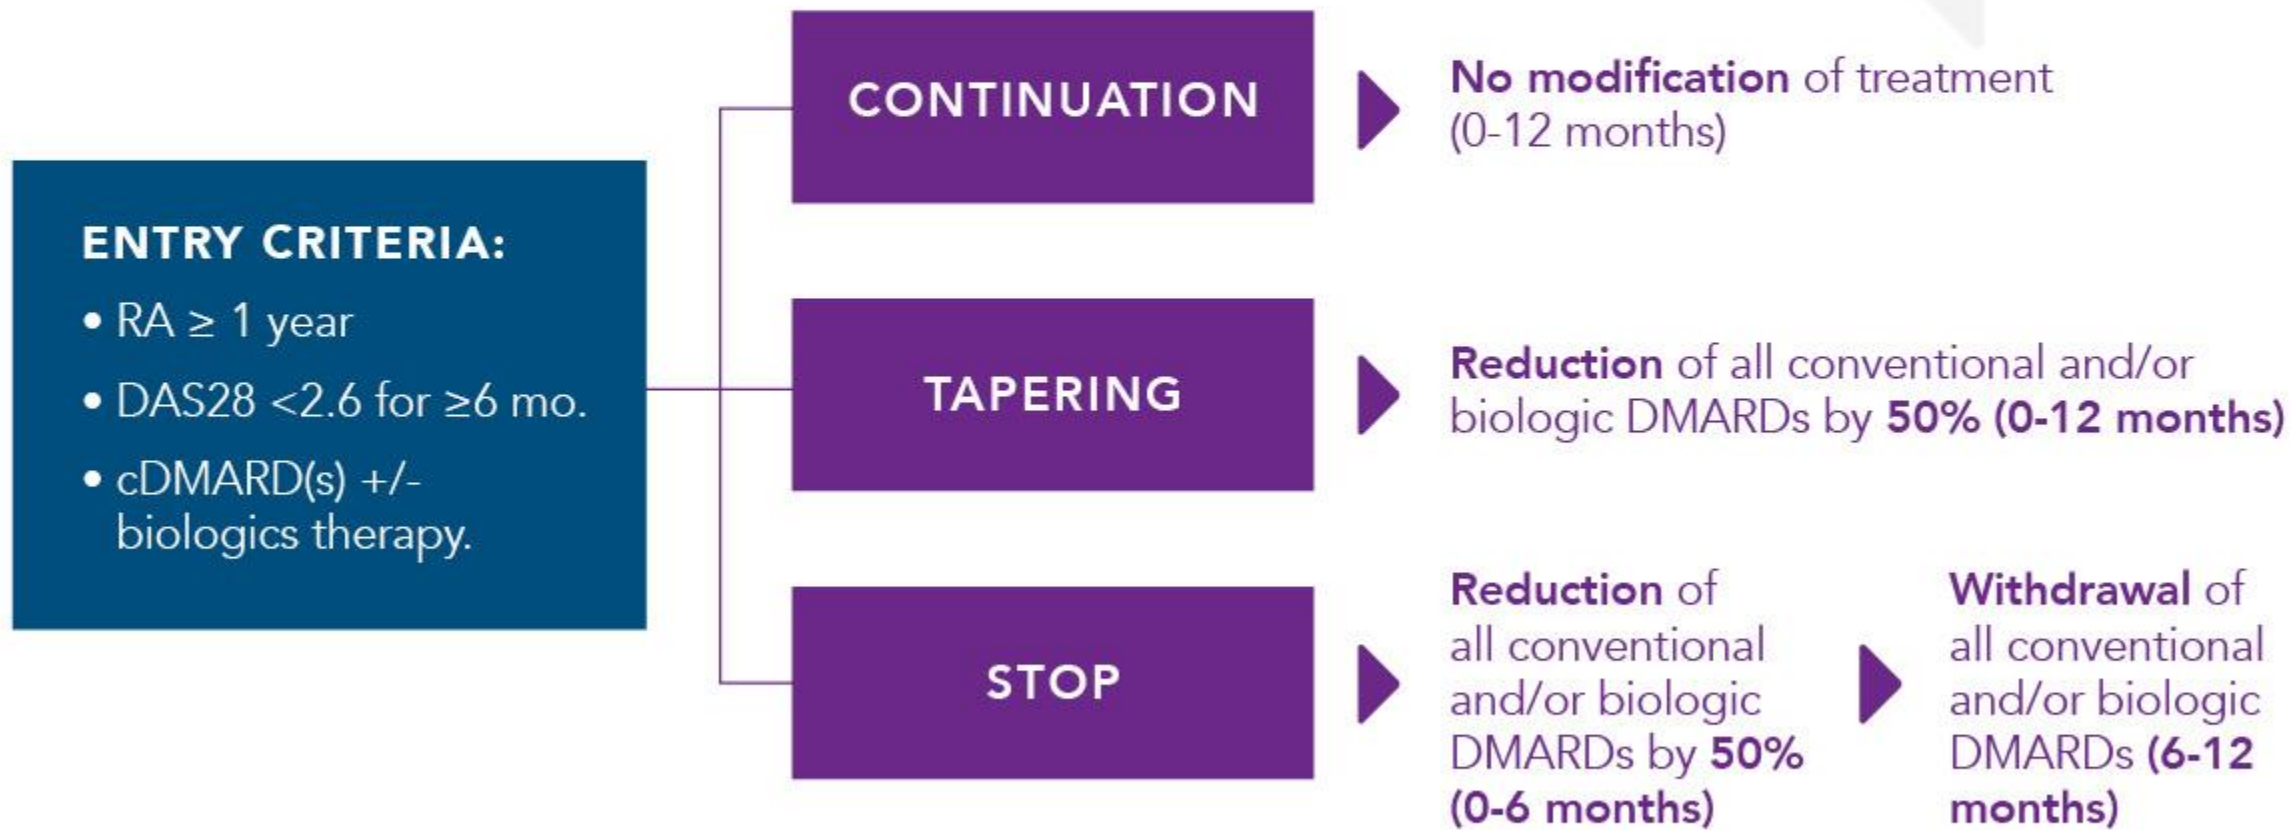 ENTRY CRITERIA:
• RA ≥ 1 year
• DAS28 <2.6 for ≥6 mo.
• cDMARD(s) +/-
biologics therapy.
CONTINUATION
No modification of treatment
(0-12 months)
TAPERING
Reduction of all conventional and/or
biologic DMARDs by 50% (0-12 months)
STOP
Reduction of
all conventional
and/or biologic
DMARDs by 50%
(0-6 months)
Withdrawal of
all conventional
and/or biologic
DMARDs (6-12
months)